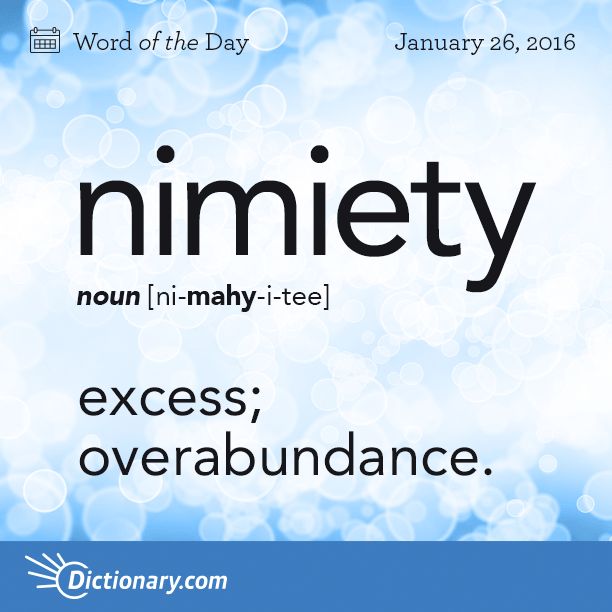 Word of the Day
January 26, 2016
nimiety
noun [ni-mahy-i-tee]
excess;
overabundance.
Dictionary.com